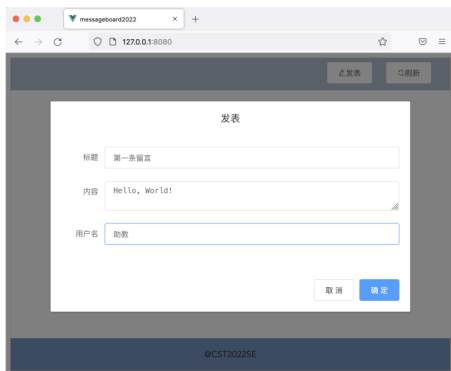 messageboard2022
127.0.0.1:8080
发表 刷新
发表
标题 第一条留言
内容 Hello, World!
用户名 助教
取 消 确 定
@CST2022SE